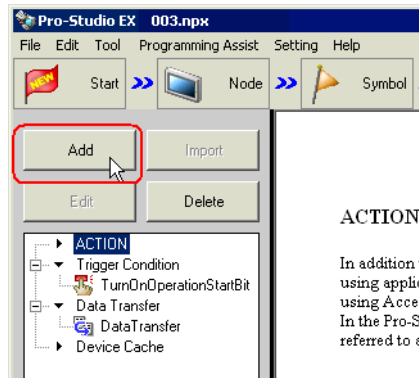 Pro-Studio EX 003.npx
File Edit Tool Programming Assist Setting Help
NEW Start Node Symbol
Add Import
Edit Delete
ACTION
Trigger Condition
TurnOnOperationStartBit
Data Transfer
DataTransfer
Device Cache
ACTION
In addition
using appli
using Acce
In the Pro-S
referred to a